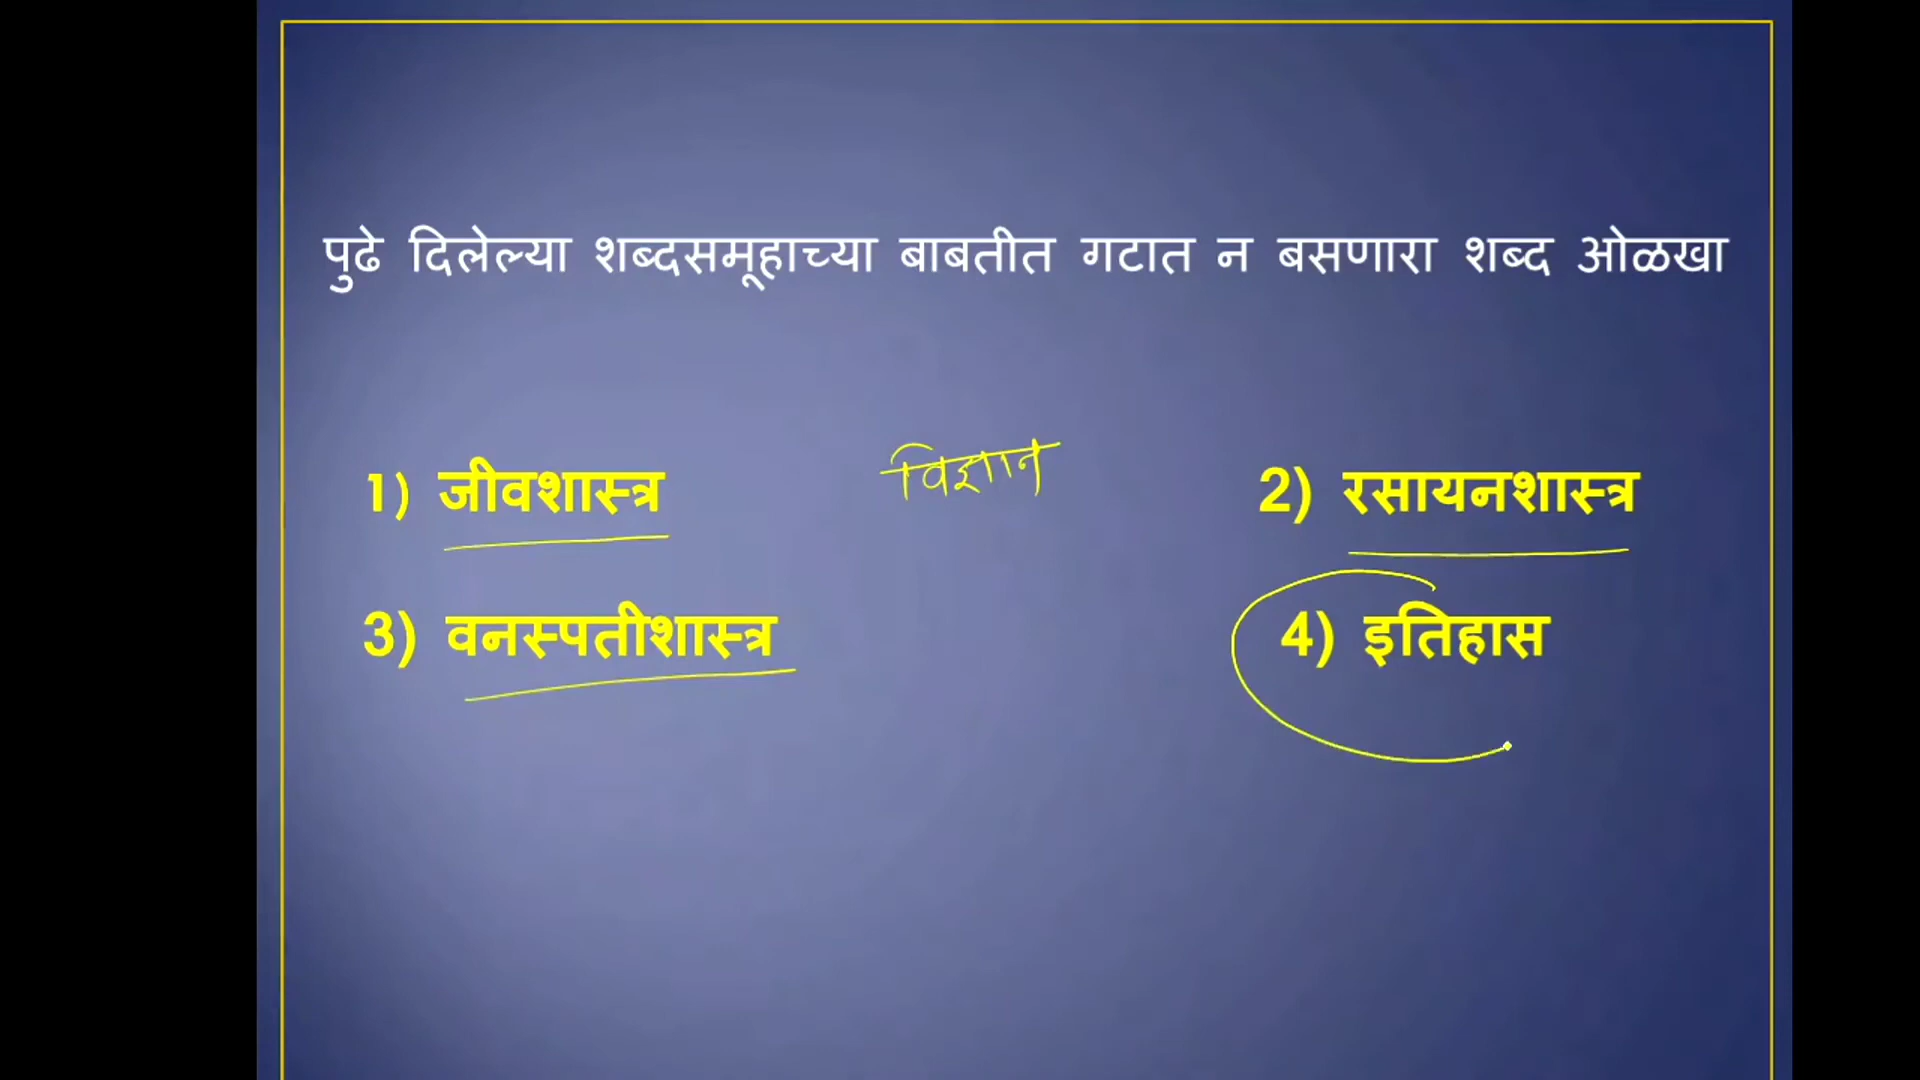 पुढे दिलेल्या शब्दसमूहाच्या बाबतीत गटात न बसणारा शब्द ओळखा
विज्ञान
1) जीवशास्त्र
2) रसायनशास्त्र
3) वनस्पतीशास्त्र
4) इतिहास